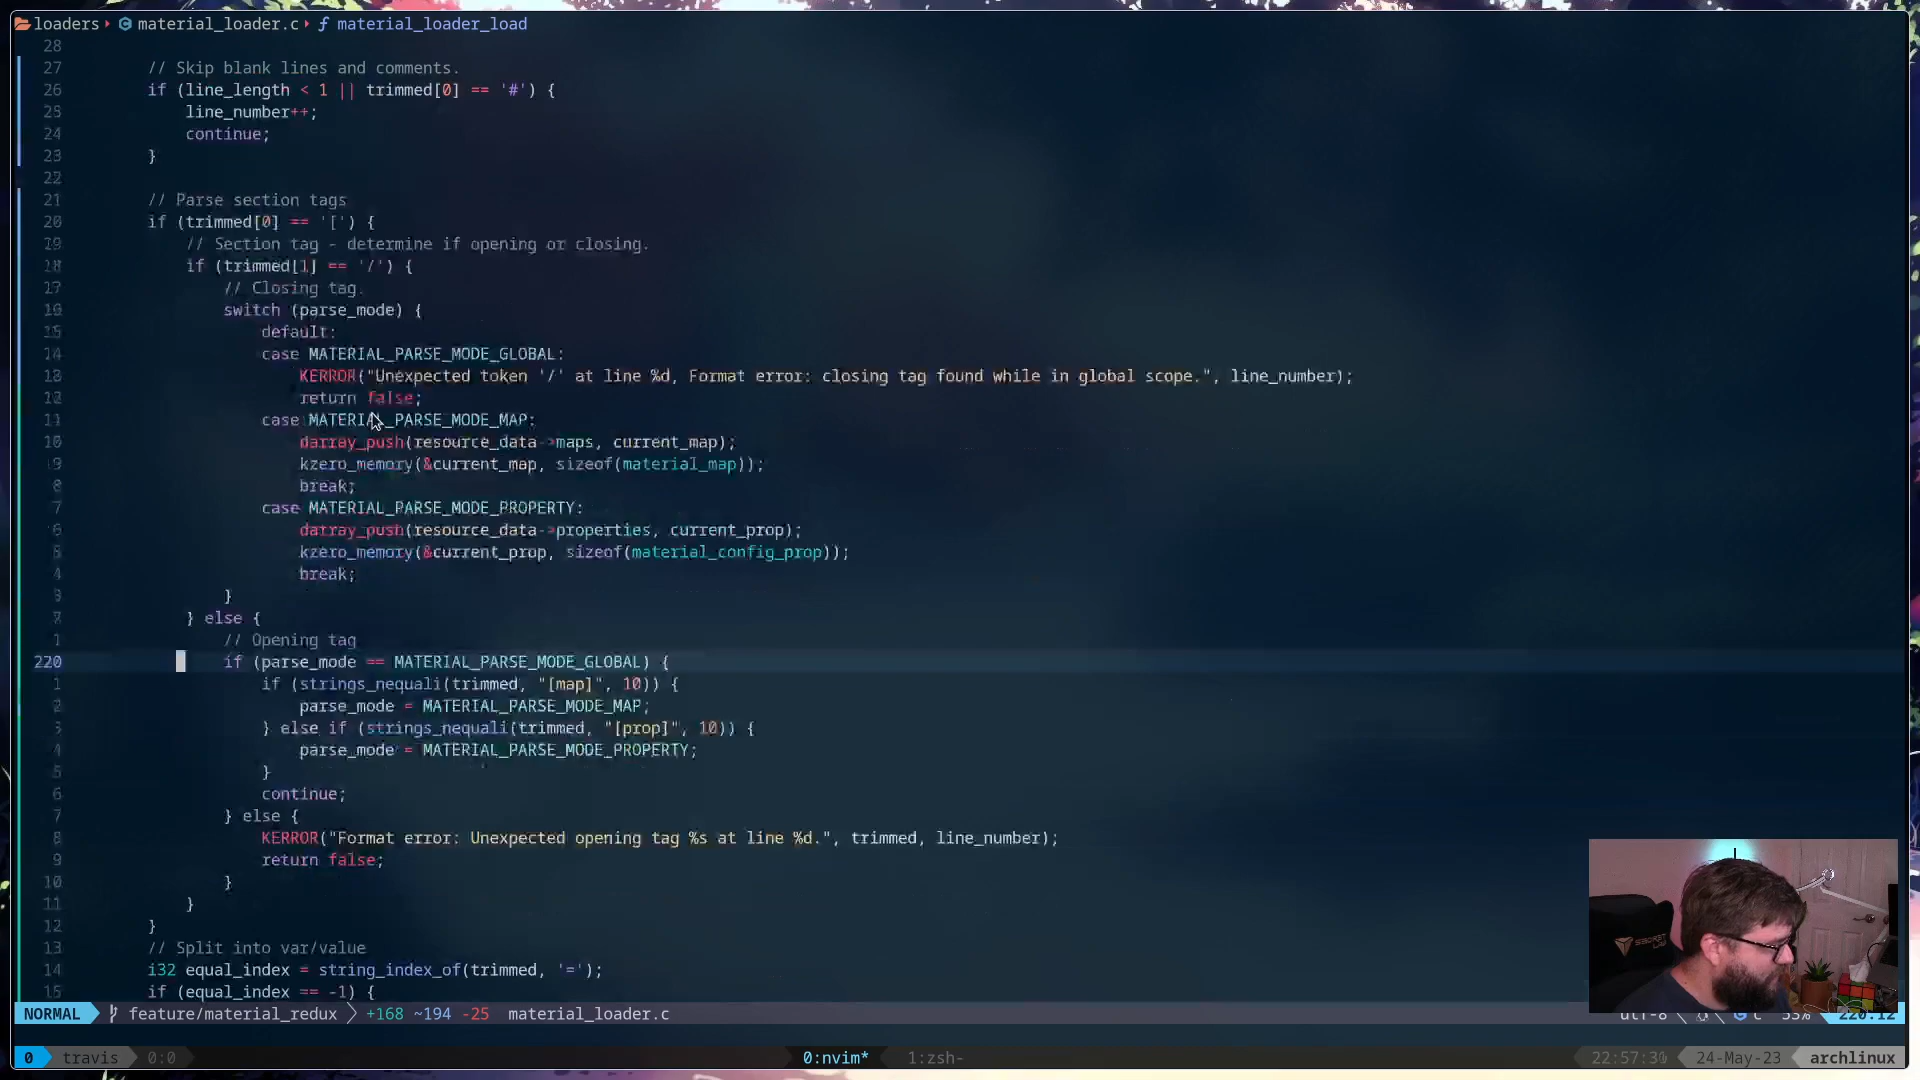 loaders material_loader.c ƒ material_loader_load
28
27 // Skip blank lines and comments.
26 if (line_length < 1 || trimmed[0] == '#') {
25 line_number++;
24 continue;
23 }
22
21 // Parse section tags
20 if (trimmed[0] == '[') {
19 // Section tag - determine if opening or closing.
18 if (trimmed[1] == '/') {
17 // Closing tag.
16 switch (parse_mode) {
15 default:
14 case MATERIAL_PARSE_MODE_GLOBAL:
13 KERROR("Unexpected token '/' at line %d, Format error: closing tag found while in global scope.", line_number);
12 return false;
11 case MATERIAL_PARSE_MODE_MAP:
10 darray_push(resource_data->maps, current_map);
9 kzero_memory(&current_map, sizeof(material_map));
8 break;
7 case MATERIAL_PARSE_MODE_PROPERTY:
6 darray_push(resource_data->properties, current_prop);
5 kzero_memory(&current_prop, sizeof(material_config_prop));
4 break;
}
} else {
1 // Opening tag
220 if (parse_mode == MATERIAL_PARSE_MODE_GLOBAL) {
1 if (strings_nequali(trimmed, "[map]", 10)) {
2 parse_mode = MATERIAL_PARSE_MODE_MAP;
3 } else if (strings_nequali(trimmed, "[prop]", 10)) {
4 parse_mode = MATERIAL_PARSE_MODE_PROPERTY;
5 }
6 continue;
7 } else {
8 KERROR("Format error: Unexpected opening tag %s at line %d.", trimmed, line_number);
9 return false;
10 }
11 }
12 }
13 // Split into var/value
14 i32 equal_index = string_index_of(trimmed, '=');
15 if (equal_index == -1) {
NORMAL feature/material_redux +168 ~194 -25 material_loader.c utf-8 c 53% 220:12
0 travis 0:0 0:nvim* 1:zsh- 24-May-23 archlinux
SECRET LAB